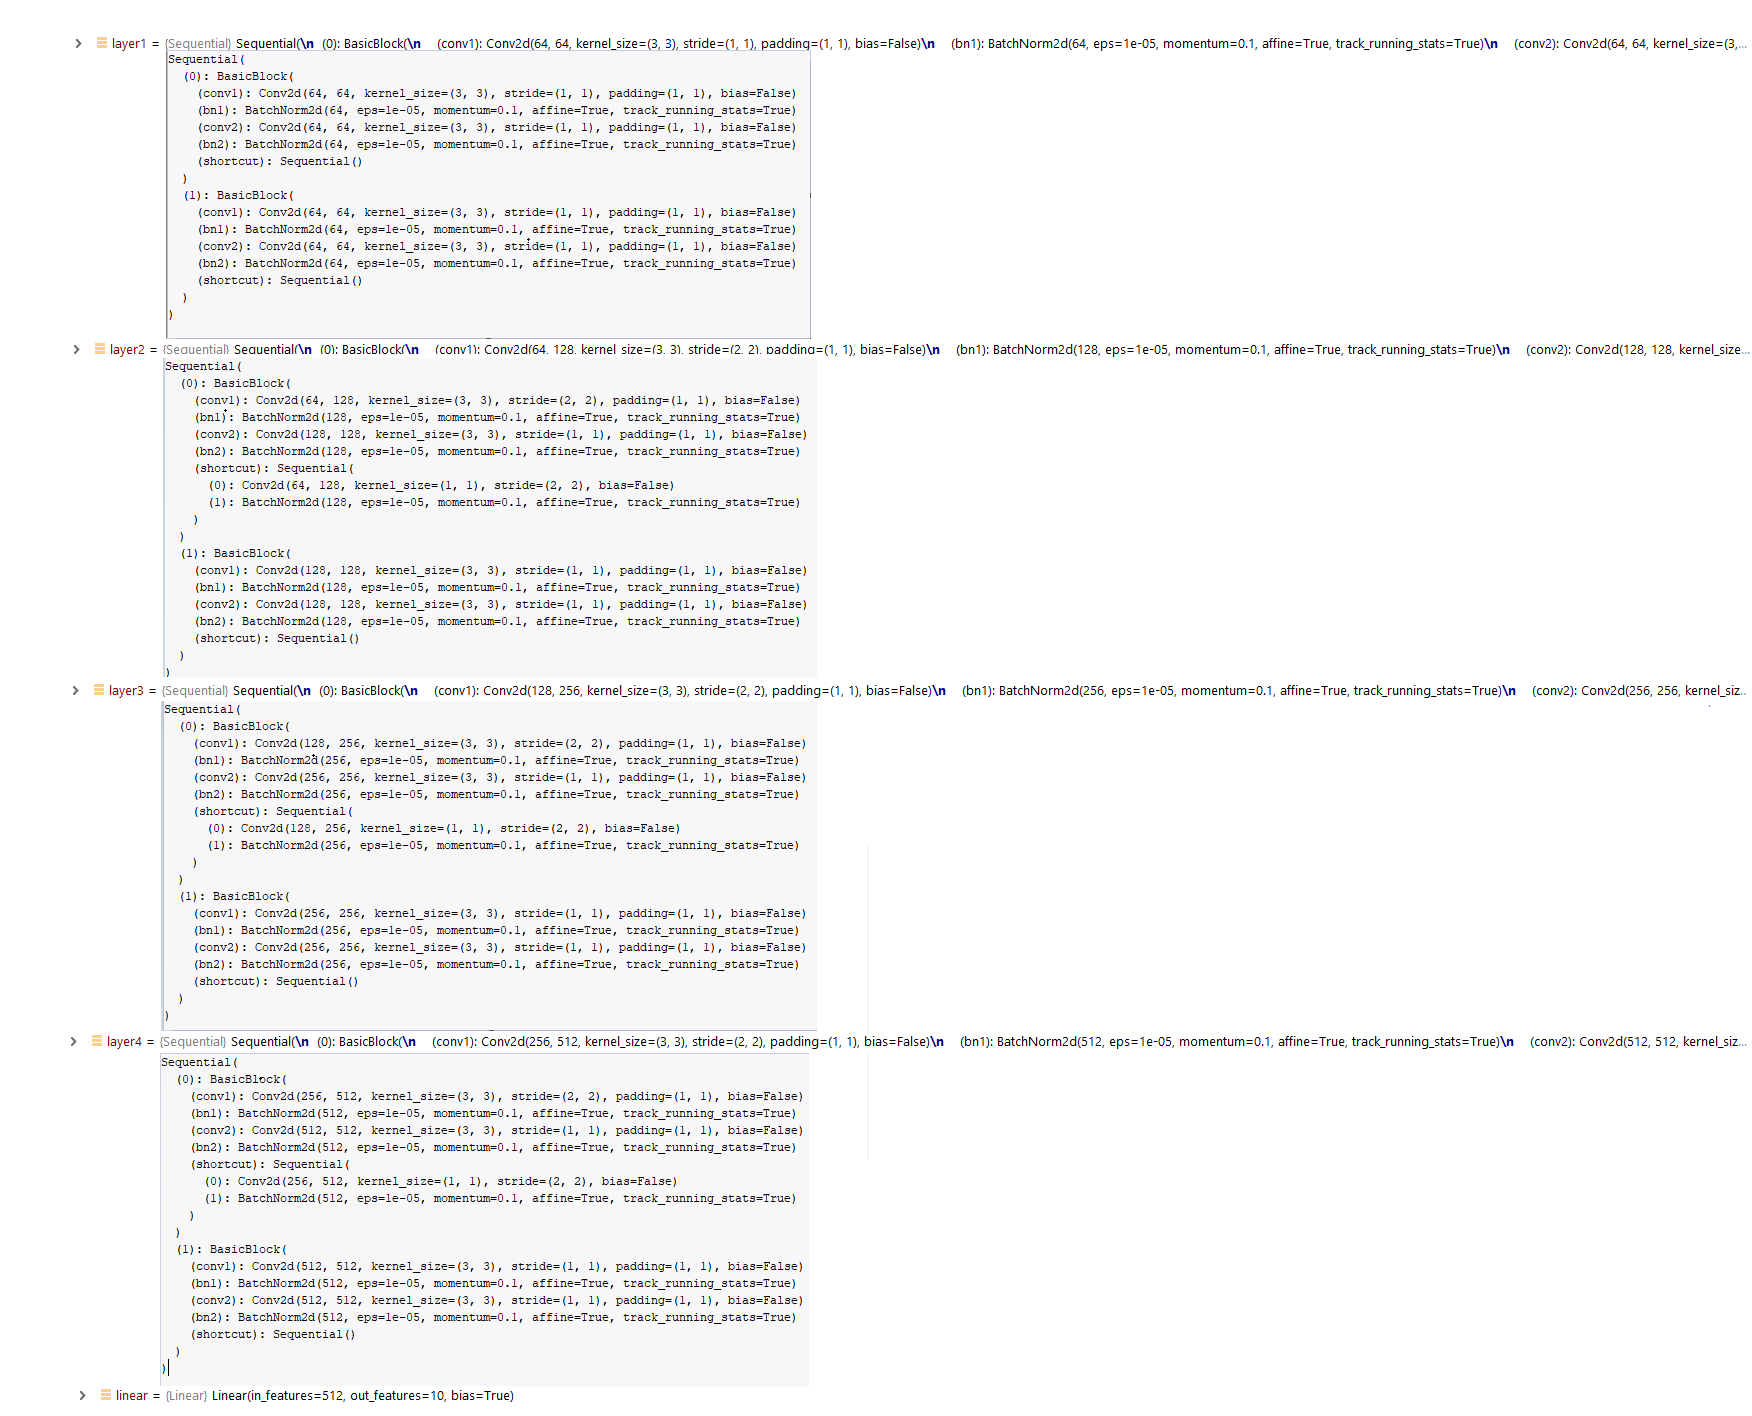 layer1 = {Sequential} Sequential(\n  (0): BasicBlock(\n    (conv1): Conv2d(64, 64, kernel_size=(3, 3), stride=(1, 1), padding=(1, 1), bias=False)\n    (bn1): BatchNorm2d(64, eps=1e-05, momentum=0.1, affine=True, track_running_stats=True)\n    (conv2): Conv2d(64, 64, kernel_size=(3,...
Sequential(
  (0): BasicBlock(
    (conv1): Conv2d(64, 64, kernel_size=(3, 3), stride=(1, 1), padding=(1, 1), bias=False)
    (bn1): BatchNorm2d(64, eps=1e-05, momentum=0.1, affine=True, track_running_stats=True)
    (conv2): Conv2d(64, 64, kernel_size=(3, 3), stride=(1, 1), padding=(1, 1), bias=False)
    (bn2): BatchNorm2d(64, eps=1e-05, momentum=0.1, affine=True, track_running_stats=True)
    (shortcut): Sequential()
  )
  (1): BasicBlock(
    (conv1): Conv2d(64, 64, kernel_size=(3, 3), stride=(1, 1), padding=(1, 1), bias=False)
    (bn1): BatchNorm2d(64, eps=1e-05, momentum=0.1, affine=True, track_running_stats=True)
    (conv2): Conv2d(64, 64, kernel_size=(3, 3), stride=(1, 1), padding=(1, 1), bias=False)
    (bn2): BatchNorm2d(64, eps=1e-05, momentum=0.1, affine=True, track_running_stats=True)
    (shortcut): Sequential()
  )
)
layer2 = {Sequential} Sequential(\n  (0): BasicBlock(\n    (conv1): Conv2d(64, 128, kernel_size=(3, 3), stride=(2, 2), padding=(1, 1), bias=False)\n    (bn1): BatchNorm2d(128, eps=1e-05, momentum=0.1, affine=True, track_running_stats=True)\n    (conv2): Conv2d(128, 128, kernel_size...
Sequential(
  (0): BasicBlock(
    (conv1): Conv2d(64, 128, kernel_size=(3, 3), stride=(2, 2), padding=(1, 1), bias=False)
    (bn1): BatchNorm2d(128, eps=1e-05, momentum=0.1, affine=True, track_running_stats=True)
    (conv2): Conv2d(128, 128, kernel_size=(3, 3), stride=(1, 1), padding=(1, 1), bias=False)
    (bn2): BatchNorm2d(128, eps=1e-05, momentum=0.1, affine=True, track_running_stats=True)
    (shortcut): Sequential(
      (0): Conv2d(64, 128, kernel_size=(1, 1), stride=(2, 2), bias=False)
      (1): BatchNorm2d(128, eps=1e-05, momentum=0.1, affine=True, track_running_stats=True)
    )
  )
  (1): BasicBlock(
    (conv1): Conv2d(128, 128, kernel_size=(3, 3), stride=(1, 1), padding=(1, 1), bias=False)
    (bn1): BatchNorm2d(128, eps=1e-05, momentum=0.1, affine=True, track_running_stats=True)
    (conv2): Conv2d(128, 128, kernel_size=(3, 3), stride=(1, 1), padding=(1, 1), bias=False)
    (bn2): BatchNorm2d(128, eps=1e-05, momentum=0.1, affine=True, track_running_stats=True)
    (shortcut): Sequential()
  )
)
layer3 = {Sequential} Sequential(\n  (0): BasicBlock(\n    (conv1): Conv2d(128, 256, kernel_size=(3, 3), stride=(2, 2), padding=(1, 1), bias=False)\n    (bn1): BatchNorm2d(256, eps=1e-05, momentum=0.1, affine=True, track_running_stats=True)\n    (conv2): Conv2d(256, 256, kernel_siz..
Sequential(
  (0): BasicBlock(
    (conv1): Conv2d(128, 256, kernel_size=(3, 3), stride=(2, 2), padding=(1, 1), bias=False)
    (bn1): BatchNorm2d(256, eps=1e-05, momentum=0.1, affine=True, track_running_stats=True)
    (conv2): Conv2d(256, 256, kernel_size=(3, 3), stride=(1, 1), padding=(1, 1), bias=False)
    (bn2): BatchNorm2d(256, eps=1e-05, momentum=0.1, affine=True, track_running_stats=True)
    (shortcut): Sequential(
      (0): Conv2d(128, 256, kernel_size=(1, 1), stride=(2, 2), bias=False)
      (1): BatchNorm2d(256, eps=1e-05, momentum=0.1, affine=True, track_running_stats=True)
    )
  )
  (1): BasicBlock(
    (conv1): Conv2d(256, 256, kernel_size=(3, 3), stride=(1, 1), padding=(1, 1), bias=False)
    (bn1): BatchNorm2d(256, eps=1e-05, momentum=0.1, affine=True, track_running_stats=True)
    (conv2): Conv2d(256, 256, kernel_size=(3, 3), stride=(1, 1), padding=(1, 1), bias=False)
    (bn2): BatchNorm2d(256, eps=1e-05, momentum=0.1, affine=True, track_running_stats=True)
    (shortcut): Sequential()
  )
)
layer4 = {Sequential} Sequential(\n  (0): BasicBlock(\n    (conv1): Conv2d(256, 512, kernel_size=(3, 3), stride=(2, 2), padding=(1, 1), bias=False)\n    (bn1): BatchNorm2d(512, eps=1e-05, momentum=0.1, affine=True, track_running_stats=True)\n    (conv2): Conv2d(512, 512, kernel_siz...
Sequential(
  (0): BasicBlock(
    (conv1): Conv2d(256, 512, kernel_size=(3, 3), stride=(2, 2), padding=(1, 1), bias=False)
    (bn1): BatchNorm2d(512, eps=1e-05, momentum=0.1, affine=True, track_running_stats=True)
    (conv2): Conv2d(512, 512, kernel_size=(3, 3), stride=(1, 1), padding=(1, 1), bias=False)
    (bn2): BatchNorm2d(512, eps=1e-05, momentum=0.1, affine=True, track_running_stats=True)
    (shortcut): Sequential(
      (0): Conv2d(256, 512, kernel_size=(1, 1), stride=(2, 2), bias=False)
      (1): BatchNorm2d(512, eps=1e-05, momentum=0.1, affine=True, track_running_stats=True)
    )
  )
  (1): BasicBlock(
    (conv1): Conv2d(512, 512, kernel_size=(3, 3), stride=(1, 1), padding=(1, 1), bias=False)
    (bn1): BatchNorm2d(512, eps=1e-05, momentum=0.1, affine=True, track_running_stats=True)
    (conv2): Conv2d(512, 512, kernel_size=(3, 3), stride=(1, 1), padding=(1, 1), bias=False)
    (bn2): BatchNorm2d(512, eps=1e-05, momentum=0.1, affine=True, track_running_stats=True)
    (shortcut): Sequential()
  )
)
linear = {Linear} Linear(in_features=512, out_features=10, bias=True)